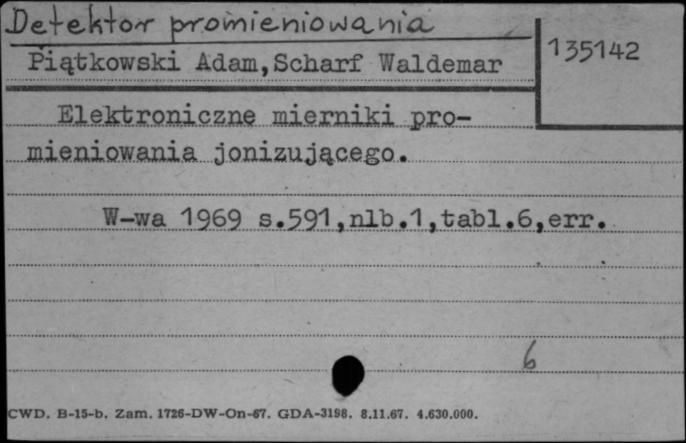 Detektor promieniowania
135142
Piątkowski Adam,Scharf Waldemar
Elektroniczne mierniki pro-
mieniowania jonizującego.
W-wa 1969 s.591,nlb.1,tabl.6,err.
6
CWD. B-15-b. Zam. 1726-DW-On-67. GDA-3198. 8.11.67. 4.630.000.